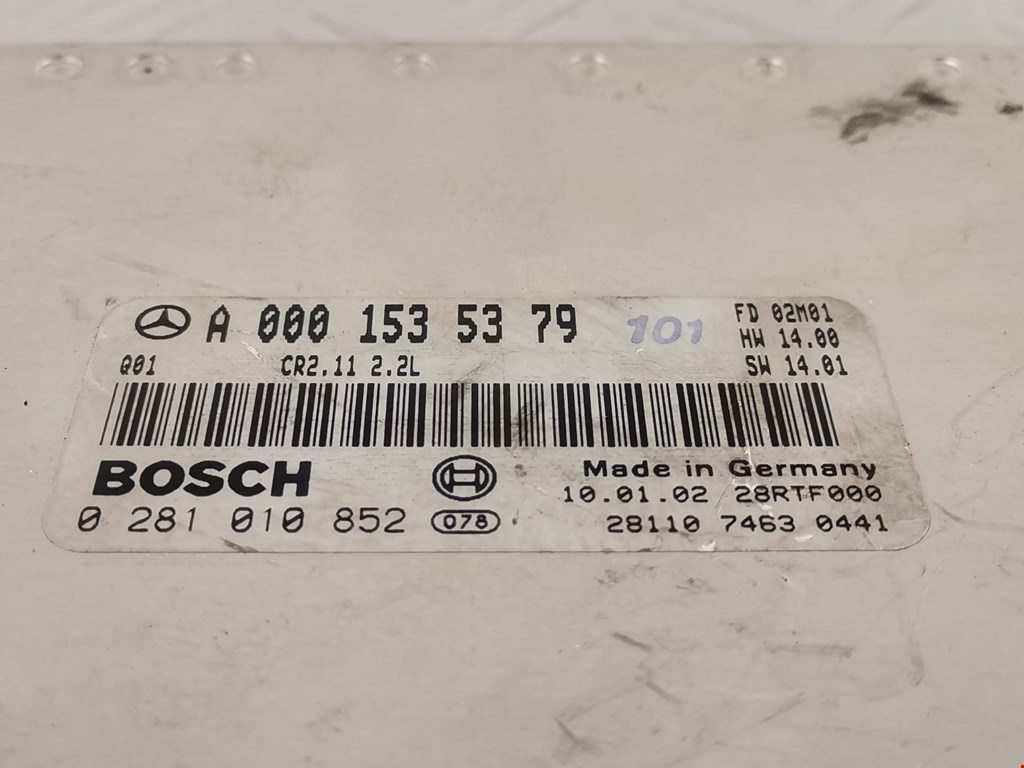 A 000 153 53 79 101 FD 02M01
HW 14.00
Q01 CR2.11 2.2L SW 14.01
BOSCH Made in Germany
10.01.02 28RTF000
0 281 010 852 078 28110 7463 0441